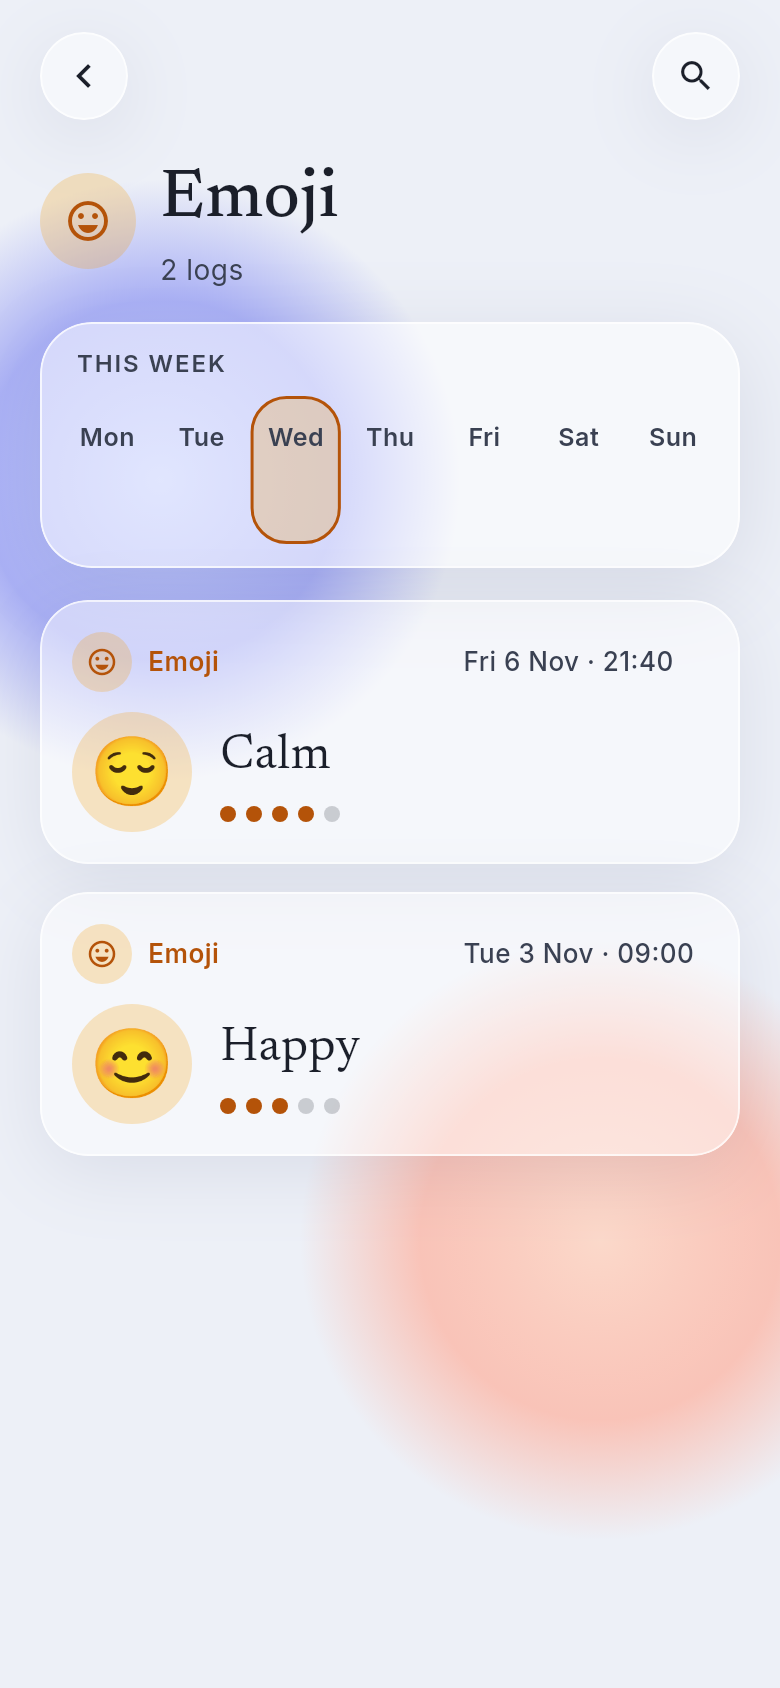 Emoji
2 logs
THIS WEEK
Mon Tue Wed Thu Fri Sat Sun
Emoji Fri 6 Nov · 21:40
Calm
Emoji Tue 3 Nov · 09:00
Happy